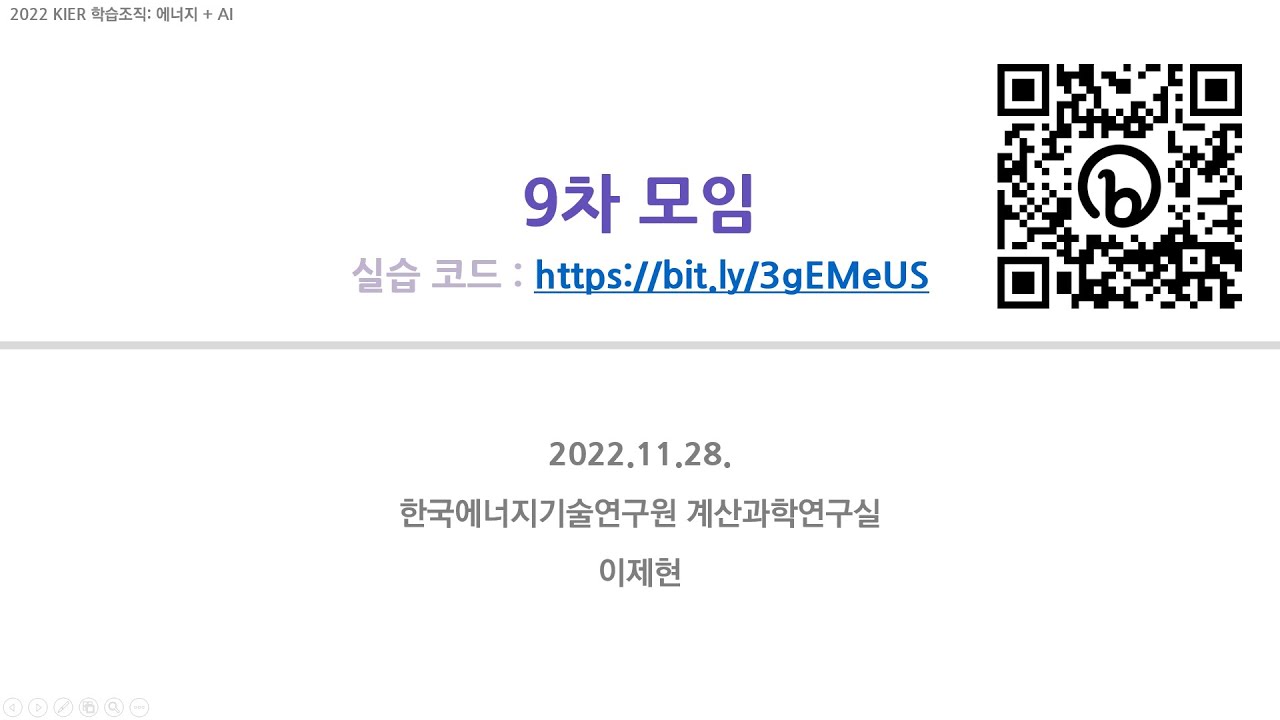 2022 KIER 학습조직: 에너지 + AI
9차 모임
실습 코드 : https://bit.ly/3gEMeUS
2022.11.28.
한국에너지기술연구원 계산과학연구실
이제현